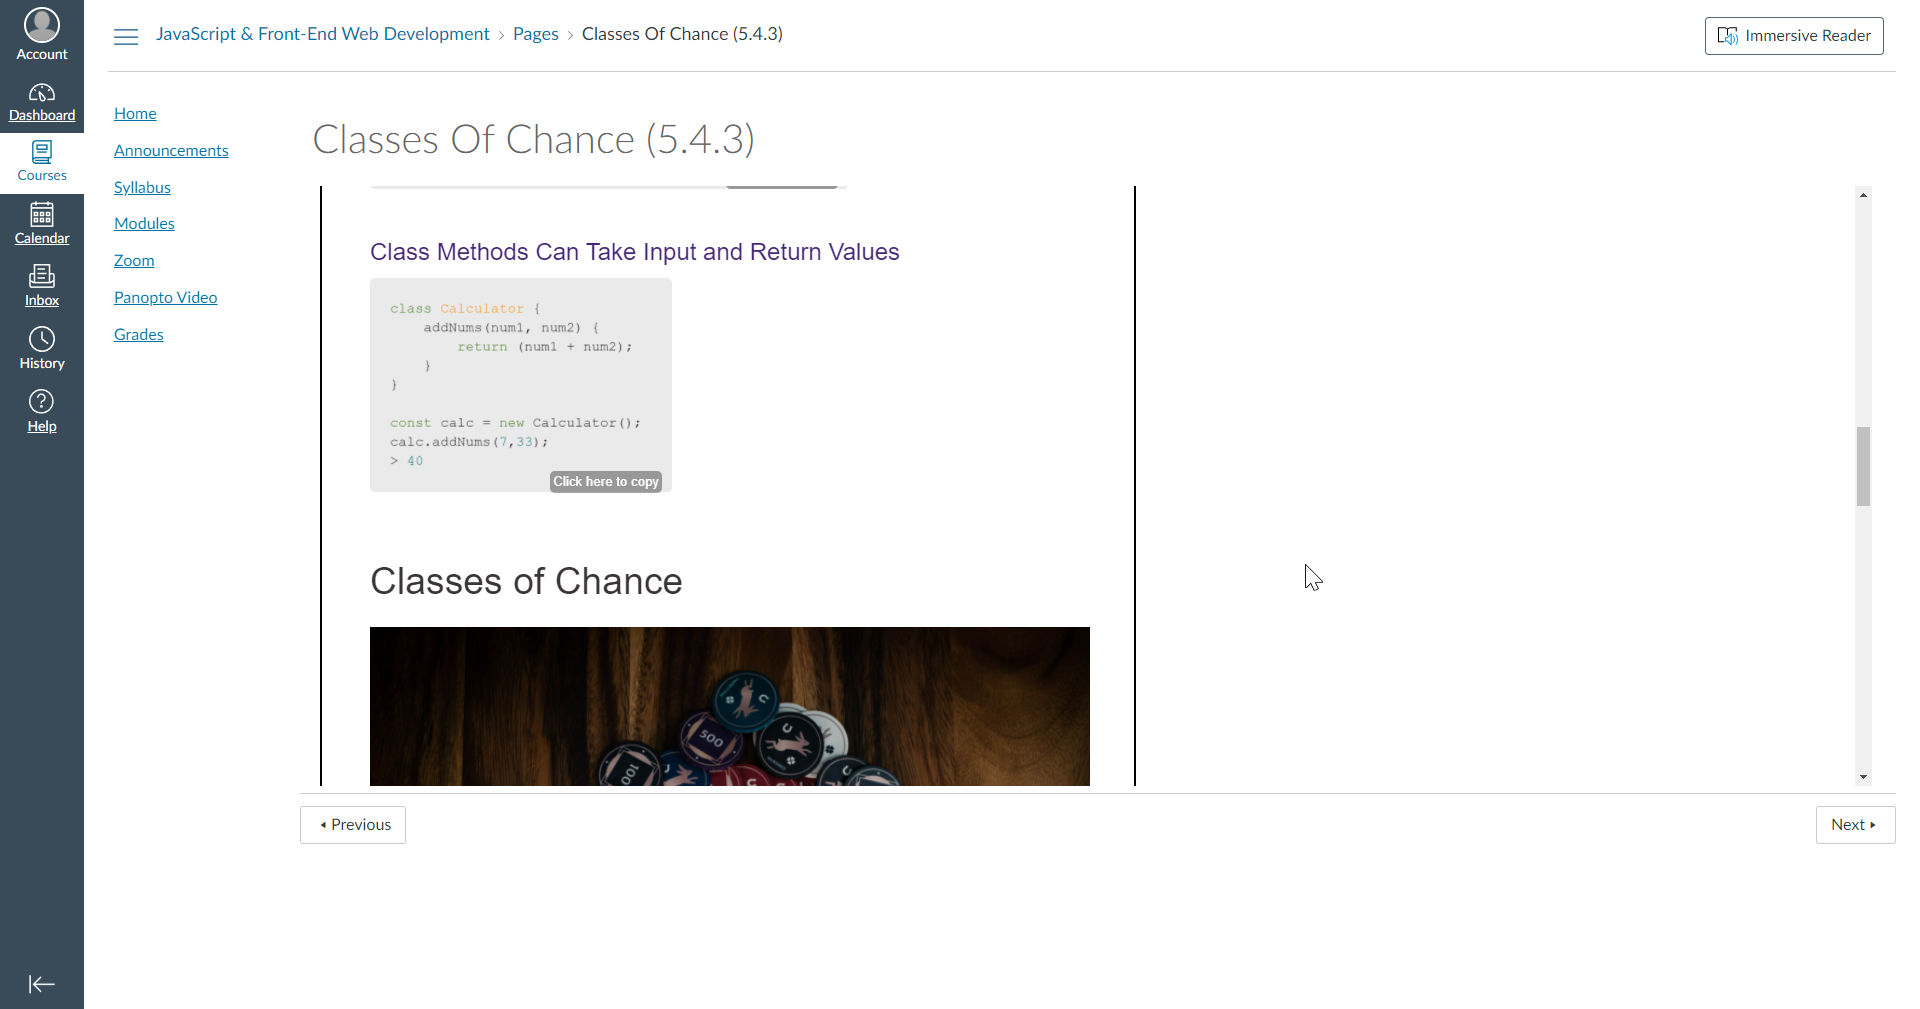 Account
Dashboard
Courses
Calendar
Inbox
History
Help
JavaScript & Front-End Web Development › Pages › Classes Of Chance (5.4.3)
Immersive Reader
Home
Announcements
Syllabus
Modules
Zoom
Panopto Video
Grades
Classes Of Chance (5.4.3)
Class Methods Can Take Input and Return Values
class Calculator {
    addNums(num1, num2) {
        return (num1 + num2);
    }
}
const calc = new Calculator();
calc.addNums(7,33);
> 40
Click here to copy
Classes of Chance
500
100
Previous
Next